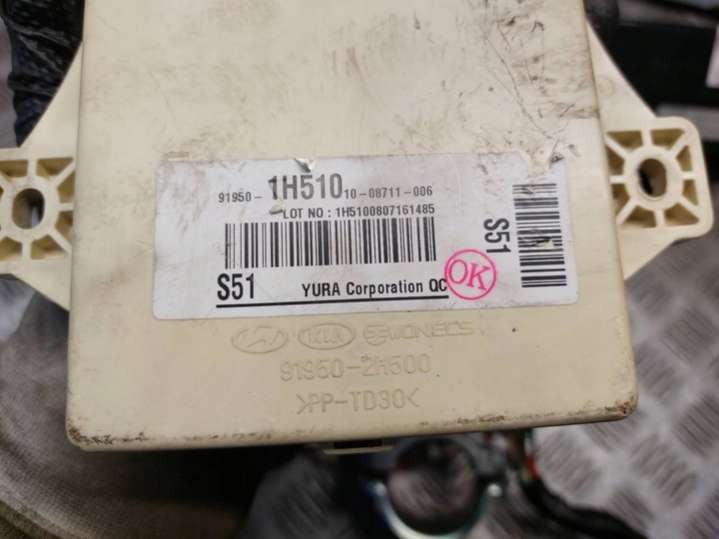 91950- 1H510 10-08711-006
LOT NO : 1H5100807161485
S51
S51 YURA Corporation QC
OK
KIA
91950-2H500
>PP-TD30<